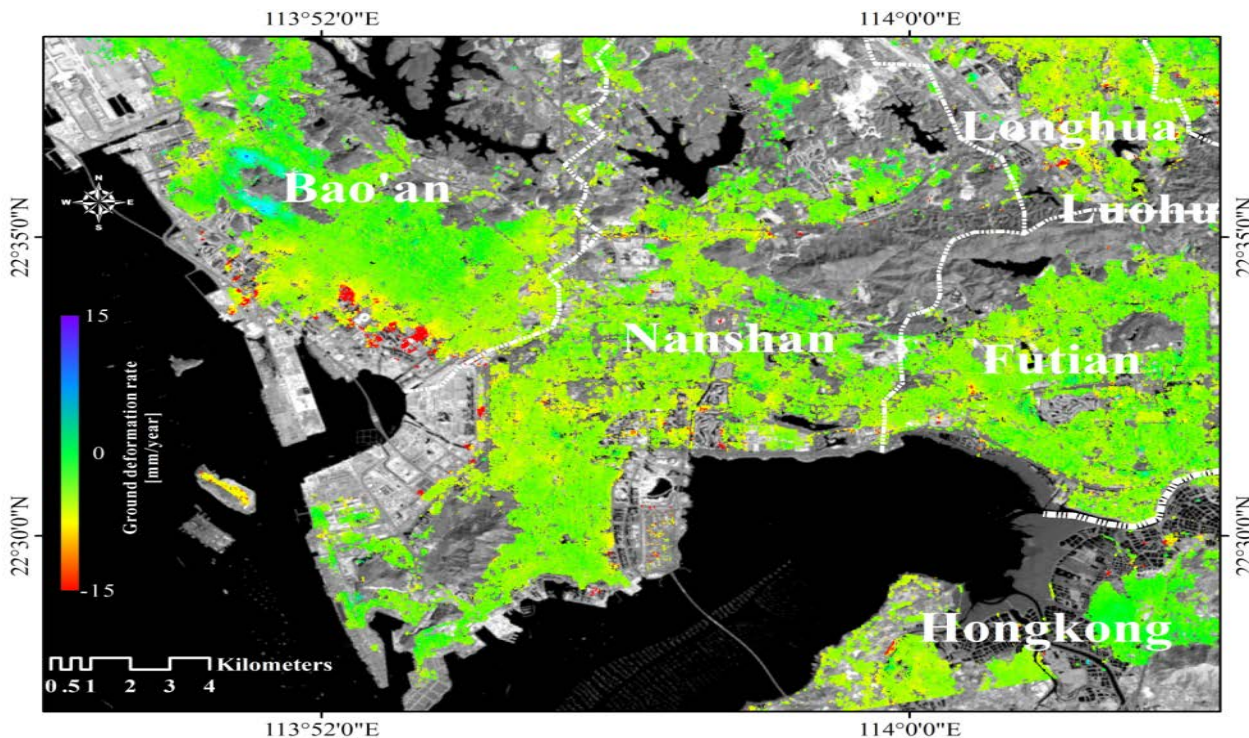 113°52'0"E 114°0'0"E
Longhua
N
W E
S
Bao'an
Luohu
22°35'0"N 22°35'0"N
15
Nanshan
Futian
0
Ground deformation rate
[mm/year]
22°30'0"N 22°30'0"N
-15
Hongkong
Kilometers
0 .5 1 2 3 4
113°52'0"E 114°0'0"E